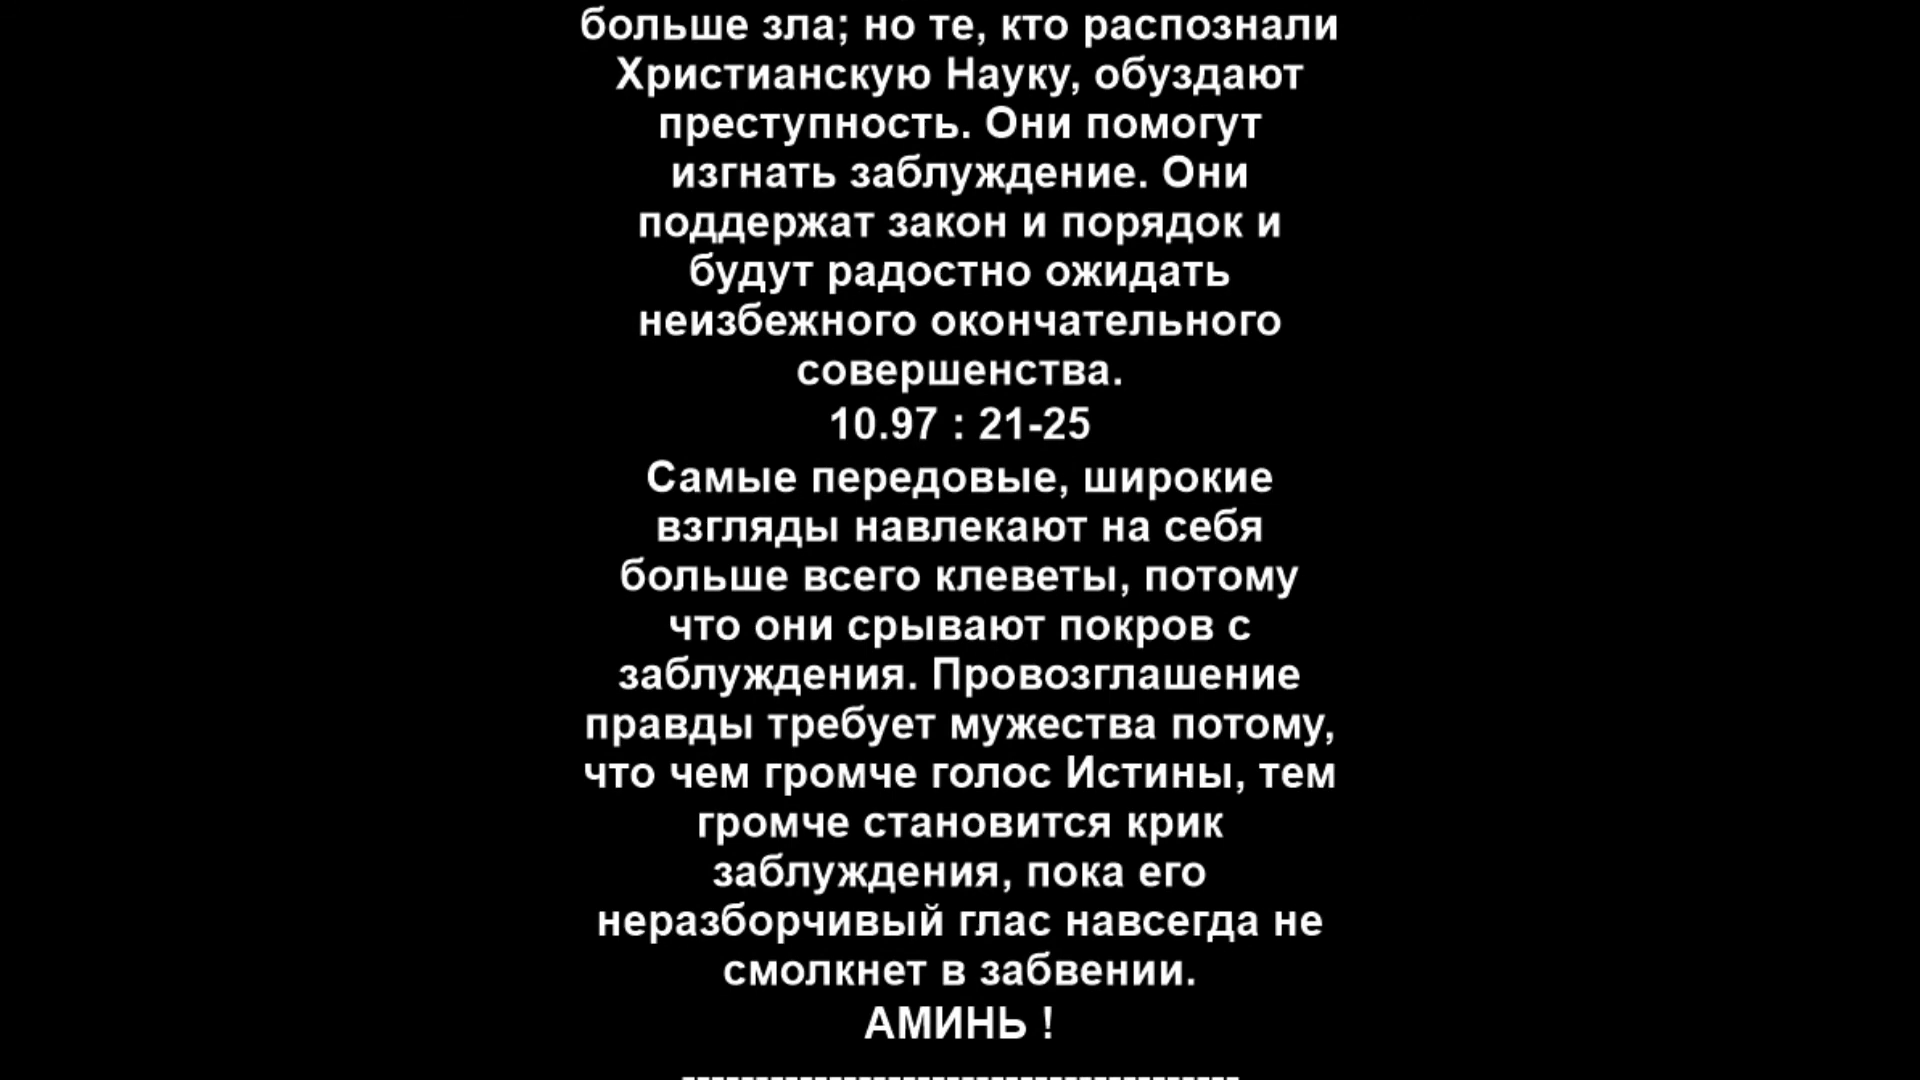 больше зла; но те, кто распознали
Христианскую Науку, обуздают
преступность. Они помогут
изгнать заблуждение. Они
поддержат закон и порядок и
будут радостно ожидать
неизбежного окончательного
совершенства.
10.97 : 21-25
Самые передовые, широкие
взгляды навлекают на себя
больше всего клеветы, потому
что они срывают покров с
заблуждения. Провозглашение
правды требует мужества потому,
что чем громче голос Истины, тем
громче становится крик
заблуждения, пока его
неразборчивый глас навсегда не
смолкнет в забвении.
АМИНЬ !